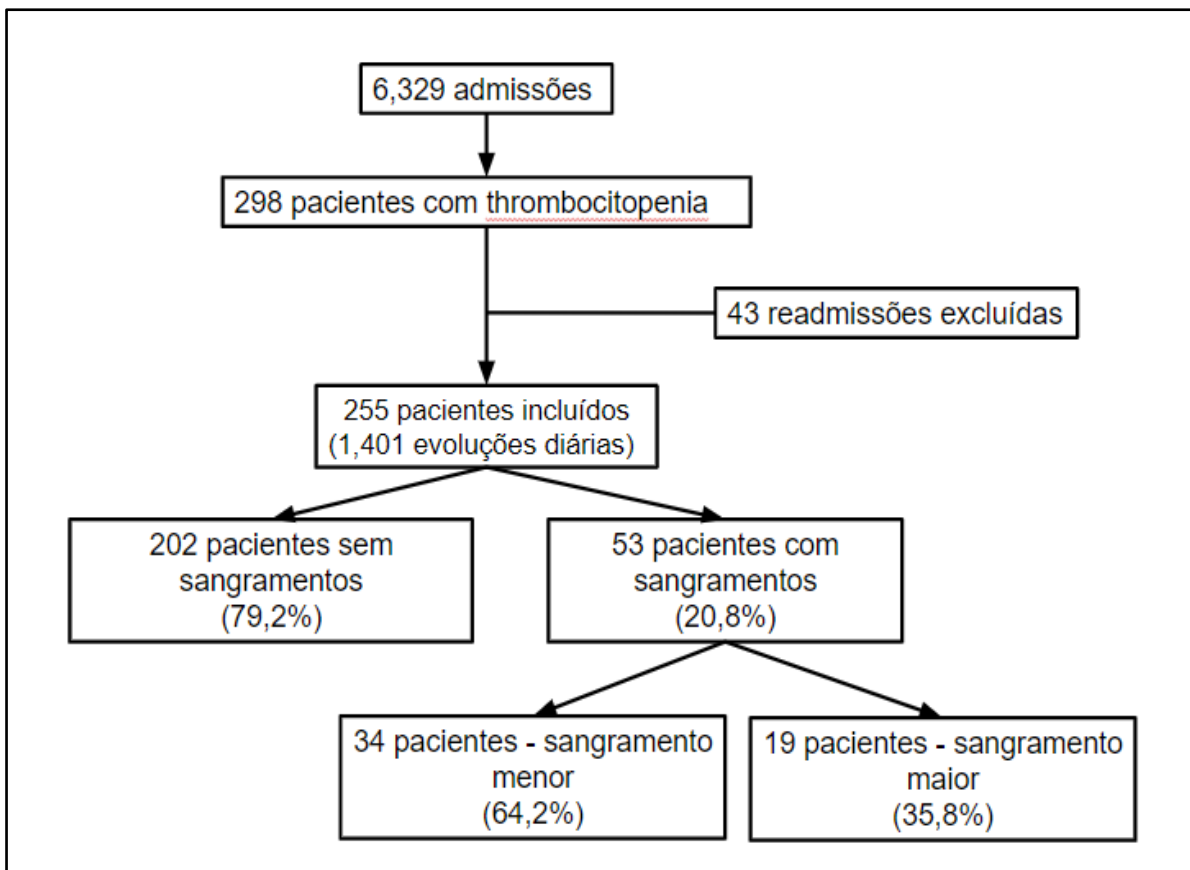 6,329 admissões
298 pacientes com thrombocitopenia
43 readmissões excluídas
255 pacientes incluídos
(1,401 evoluções diárias)
202 pacientes sem
sangramentos
(79,2%)
53 pacientes com
sangramentos
(20,8%)
34 pacientes - sangramento
menor
(64,2%)
19 pacientes - sangramento
maior
(35,8%)